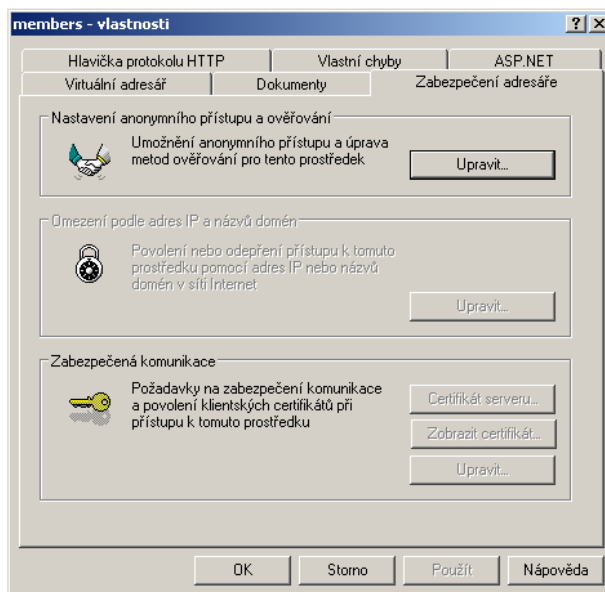 members - vlastnosti
Hlavička protokolu HTTP
Vlastní chyby
ASP.NET
Virtuální adresář
Dokumenty
Zabezpečení adresáře
Nastavení anonymního přístupu a ověřování
Umožnění anonymního přístupu a úprava
metod ověřování pro tento prostředek
Upravit...
Omezení podle adres IP a názvů domén
Povolení nebo odepření přístupu k tomuto
prostředku pomocí adres IP nebo názvů
domén v síti Internet
Upravit...
Zabezpečená komunikace
Požadavky na zabezpečení komunikace
a povolení klientských certifikátů při
přístupu k tomuto prostředku
Certifikát serveru...
Zobrazit certifikát...
Upravit...
OK
Storno
Použít
Nápověda